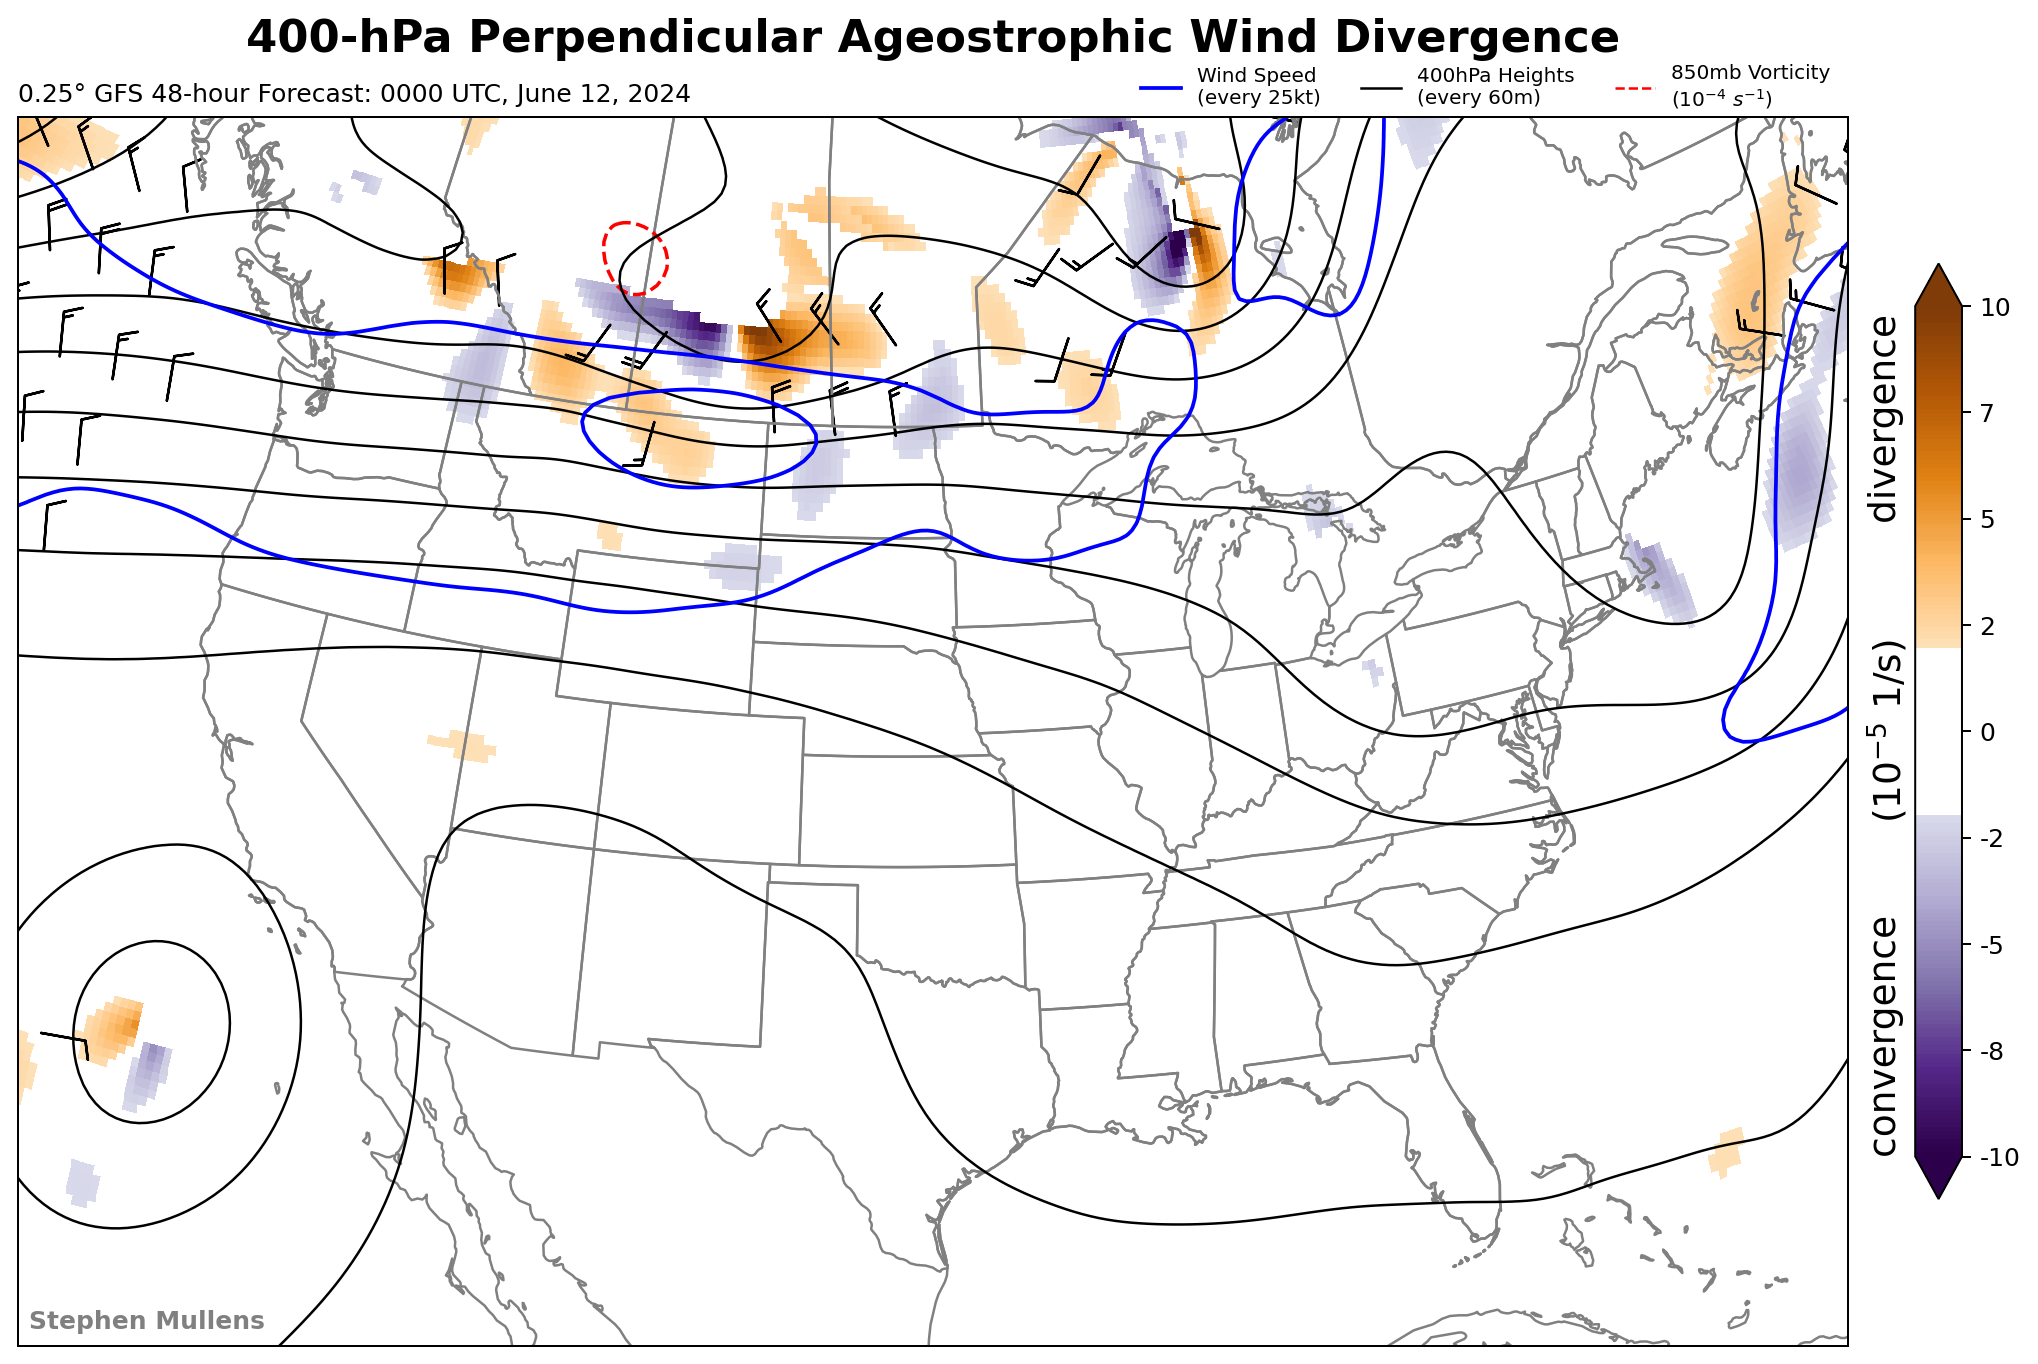 400-hPa Perpendicular Ageostrophic Wind Divergence
0.25° GFS 48-hour Forecast: 0000 UTC, June 12, 2024
Wind Speed
(every 25kt)
400hPa Heights
(every 60m)
850mb Vorticity
(10⁻⁴ s⁻¹)
10
7
5
2
0
-2
-5
-8
-10
convergence (10⁻⁵ 1/s) divergence
Stephen Mullens